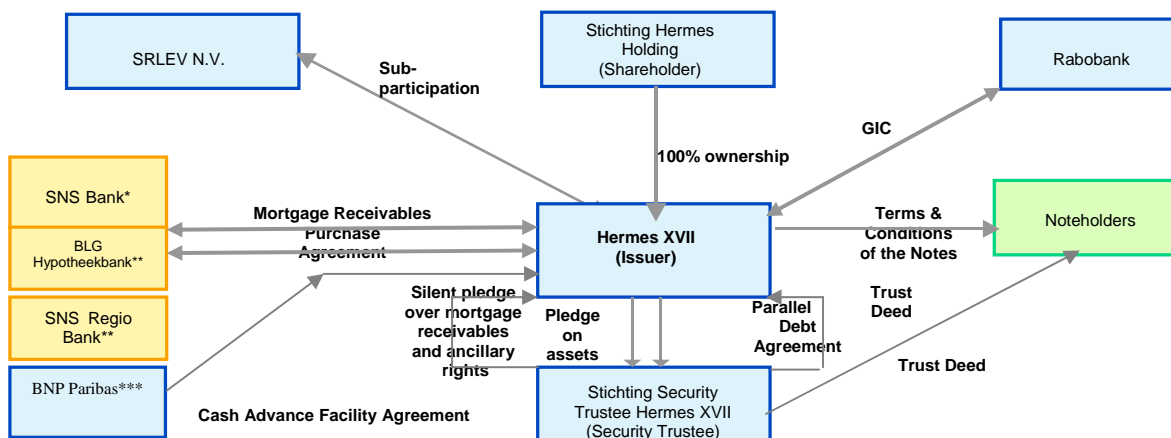 SRLEV N.V.
Stichting Hermes
Holding
(Shareholder)
Rabobank
Sub-
participation
GIC
100% ownership
SNS Bank*
BLG
Hypotheekbank**
SNS Regio
Bank**
BNP Paribas***
Mortgage Receivables
Purchase
Agreement
Hermes XVII
(Issuer)
Terms &
Conditions
of the Notes
Noteholders
Silent pledge
over mortgage
receivables
and ancillary
rights
Pledge
on
assets
Parallel
Debt
Agreement
Trust
Deed
Trust Deed
Cash Advance Facility Agreement
Stichting Security
Trustee Hermes XVII
(Security Trustee)